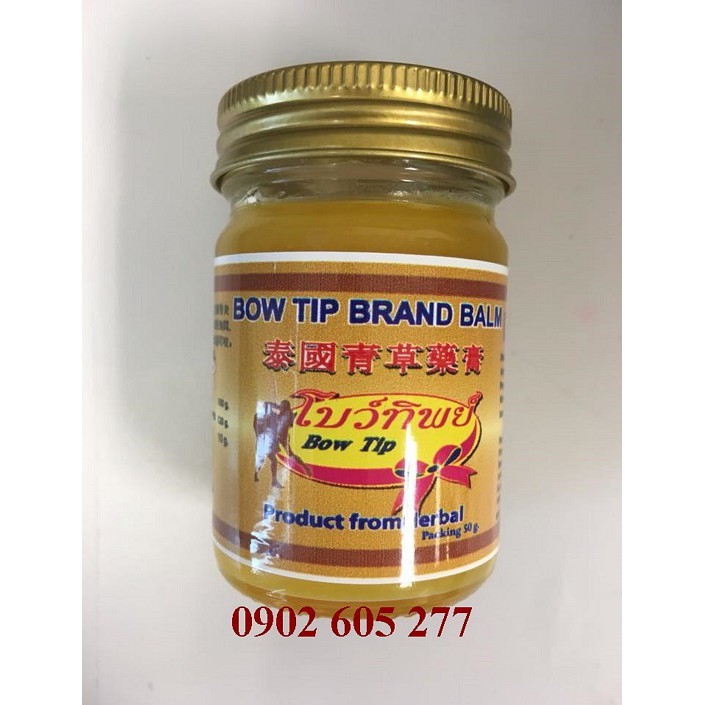 BOW TIP BRAND BALM
泰國青草藥膏
โบว์ทิพย์
Bow Tip
Product from Herbal
Packing 50 g.
0902 605 277